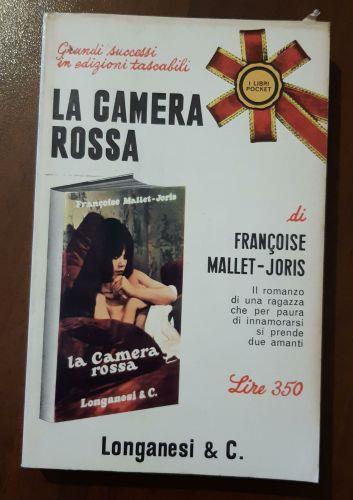 Grandi successi
in edizioni tascabili
I LIBRI
POCKET
LA CAMERA
ROSSA
di
FRANÇOISE
MALLET-JORIS
Il romanzo
di una ragazza
che per paura
di innamorarsi
si prende
due amanti
Lire 350
Françoise Mallet-Joris
la Camera
rossa
Longanesi & C.
Longanesi & C.